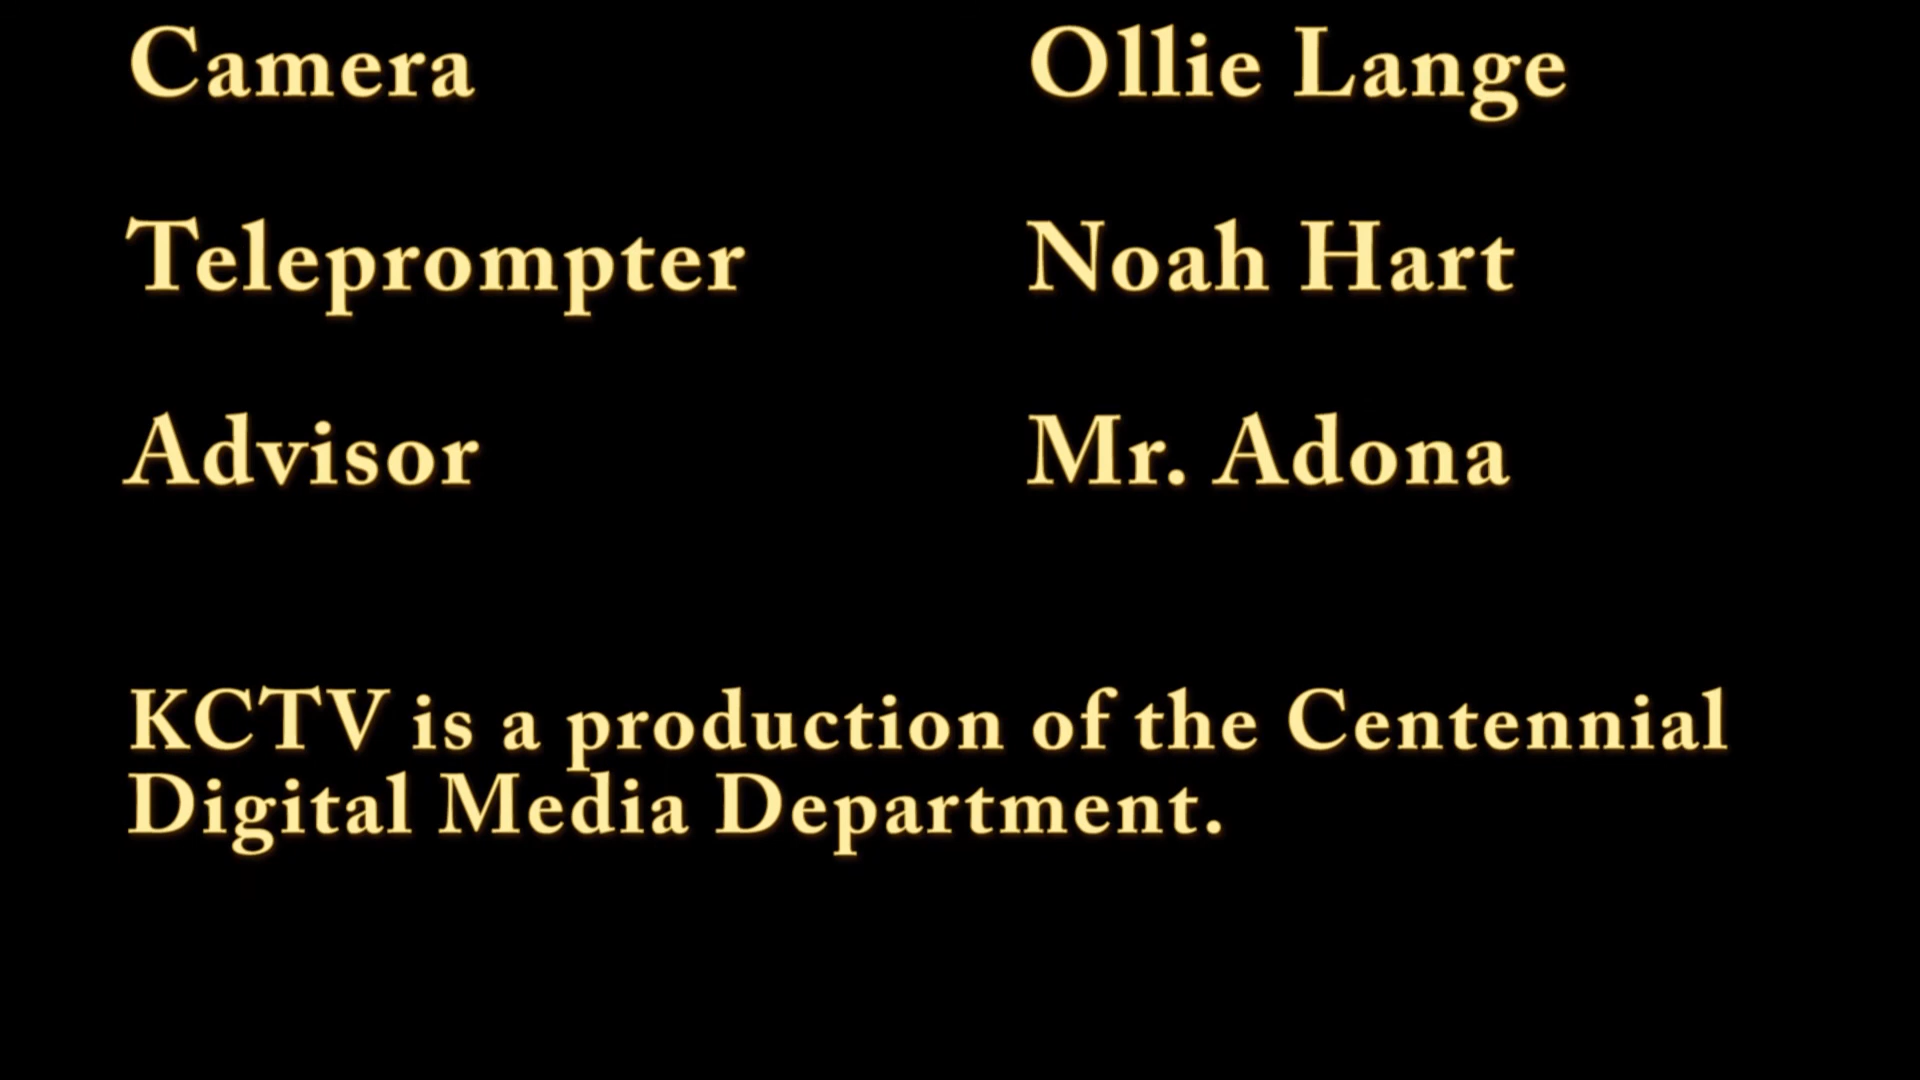 Camera Ollie Lange
Teleprompter Noah Hart
Advisor Mr. Adona
KCTV is a production of the Centennial
Digital Media Department.